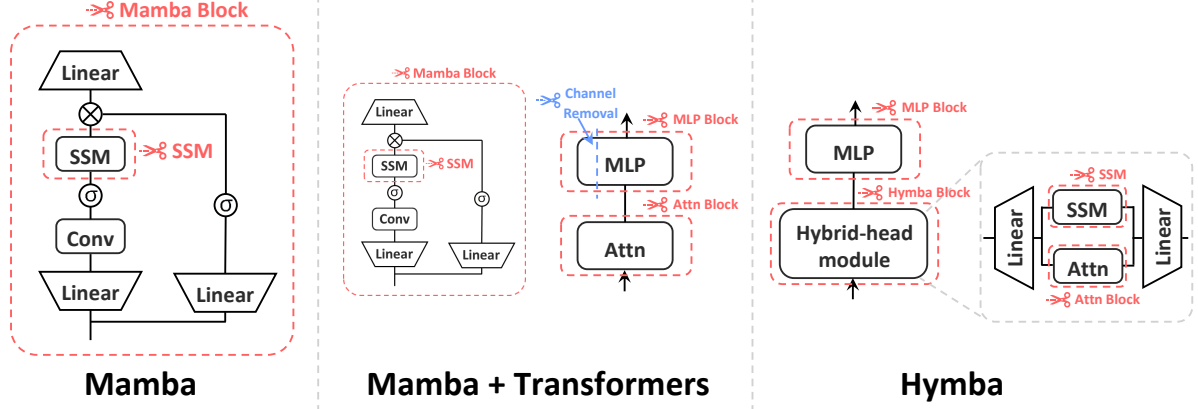 Mamba Block
Linear
SSM
SSM
σ
σ
Conv
Linear
Linear
Mamba
Mamba Block
Linear
SSM
SSM
σ
σ
Conv
Linear
Linear
Channel
Removal
MLP Block
MLP
Attn Block
Attn
Mamba + Transformers
MLP Block
MLP
Hymba Block
Hybrid-head
module
Linear
SSM
SSM
Attn
Attn Block
Linear
Hymba